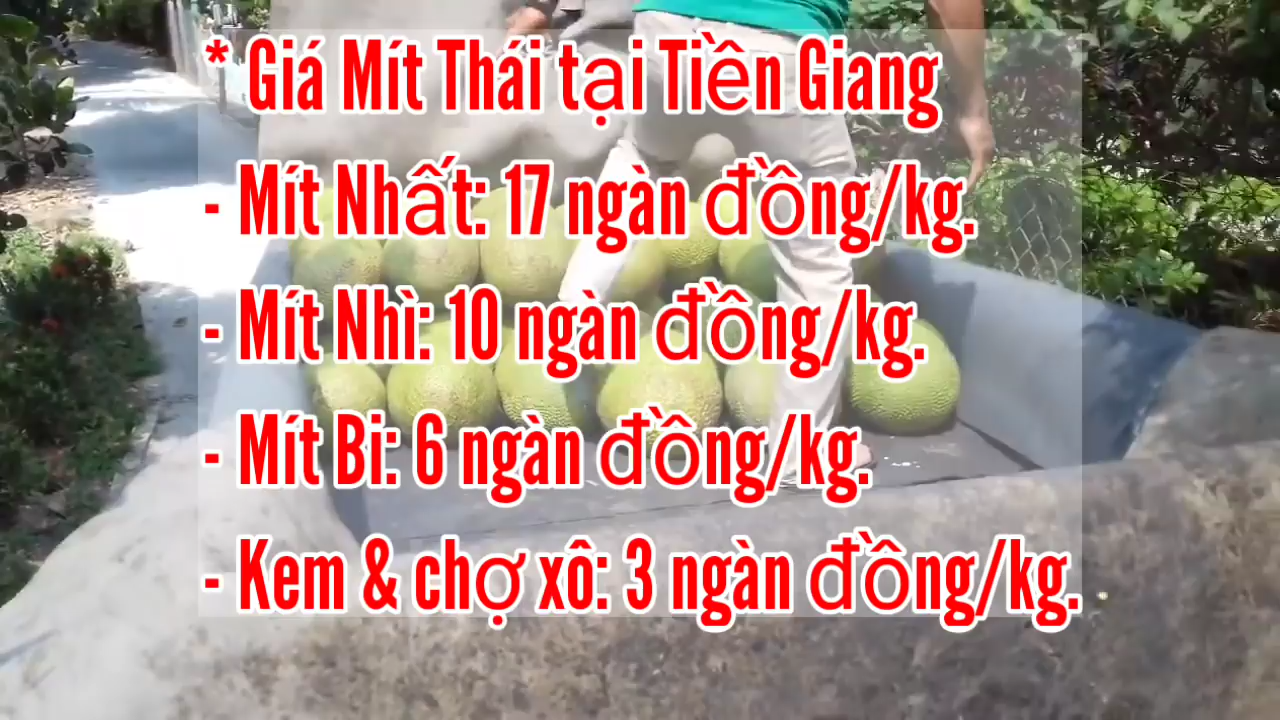 * Giá Mít Thái tại Tiền Giang
- Mít Nhất: 17 ngàn đồng/kg.
- Mít Nhì: 10 ngàn đồng/kg.
- Mít Bi: 6 ngàn đồng/kg.
- Kem & chợ xô: 3 ngàn đồng/kg.